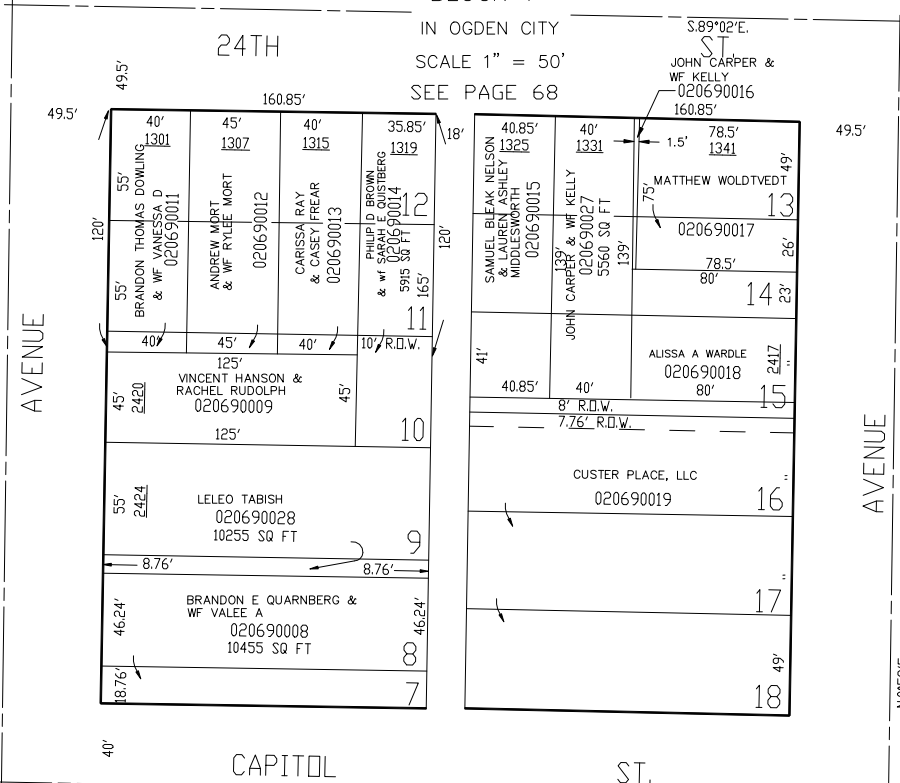 IN OGDEN CITY
SCALE 1" = 50'
SEE PAGE 68
24TH
ST.
S.89°02'E.
49.5'
49.5'
160.85'
18'
160.85'
49.5'
JOHN CARPER &
WF KELLY
020690016
1.5'
40'
1301
BRANDON THOMAS DOWLING
& WF VANESSA D
020690011
55'
55'
120'
40'
45'
1307
ANDREW MORT
& WF RYLEE MORT
020690012
45'
40'
1315
CARISSA RAY
& CASEY FREAR
020690013
40'
35.85'
1319
PHILIP D BROWN
& wf SARAH E QUISTBERG
020690014
5915 SQ FT
165'
120'
12
11
10' R.O.W.
125'
VINCENT HANSON &
RACHEL RUDOLPH
020690009
45'
2420
45'
125'
10
LELEO TABISH
020690028
10255 SQ FT
55'
2424
9
8.76'
8.76'
BRANDON E QUARNBERG &
WF VALEE A
020690008
10455 SQ FT
46.24'
46.24'
8
18.76'
7
40'
40.85'
1325
SAMUEL BLEAK NELSON
& LAUREN ASHLEY
MIDDLESWORTH
020690015
41'
40.85'
40'
1331
JOHN CARPER & WF KELLY
020690027
5560 SQ FT
139'
139'
40'
78.5'
1341
49'
MATTHEW WOLDTVEDT
75'
13
020690017
26'
78.5'
80'
14
23'
ALISSA A WARDLE
020690018
2417
"
80'
15
8' R.O.W.
7.76' R.O.W.
CUSTER PLACE, LLC
020690019
"
16
"
17
49'
18
AVENUE
AVENUE
CAPITOL
ST.